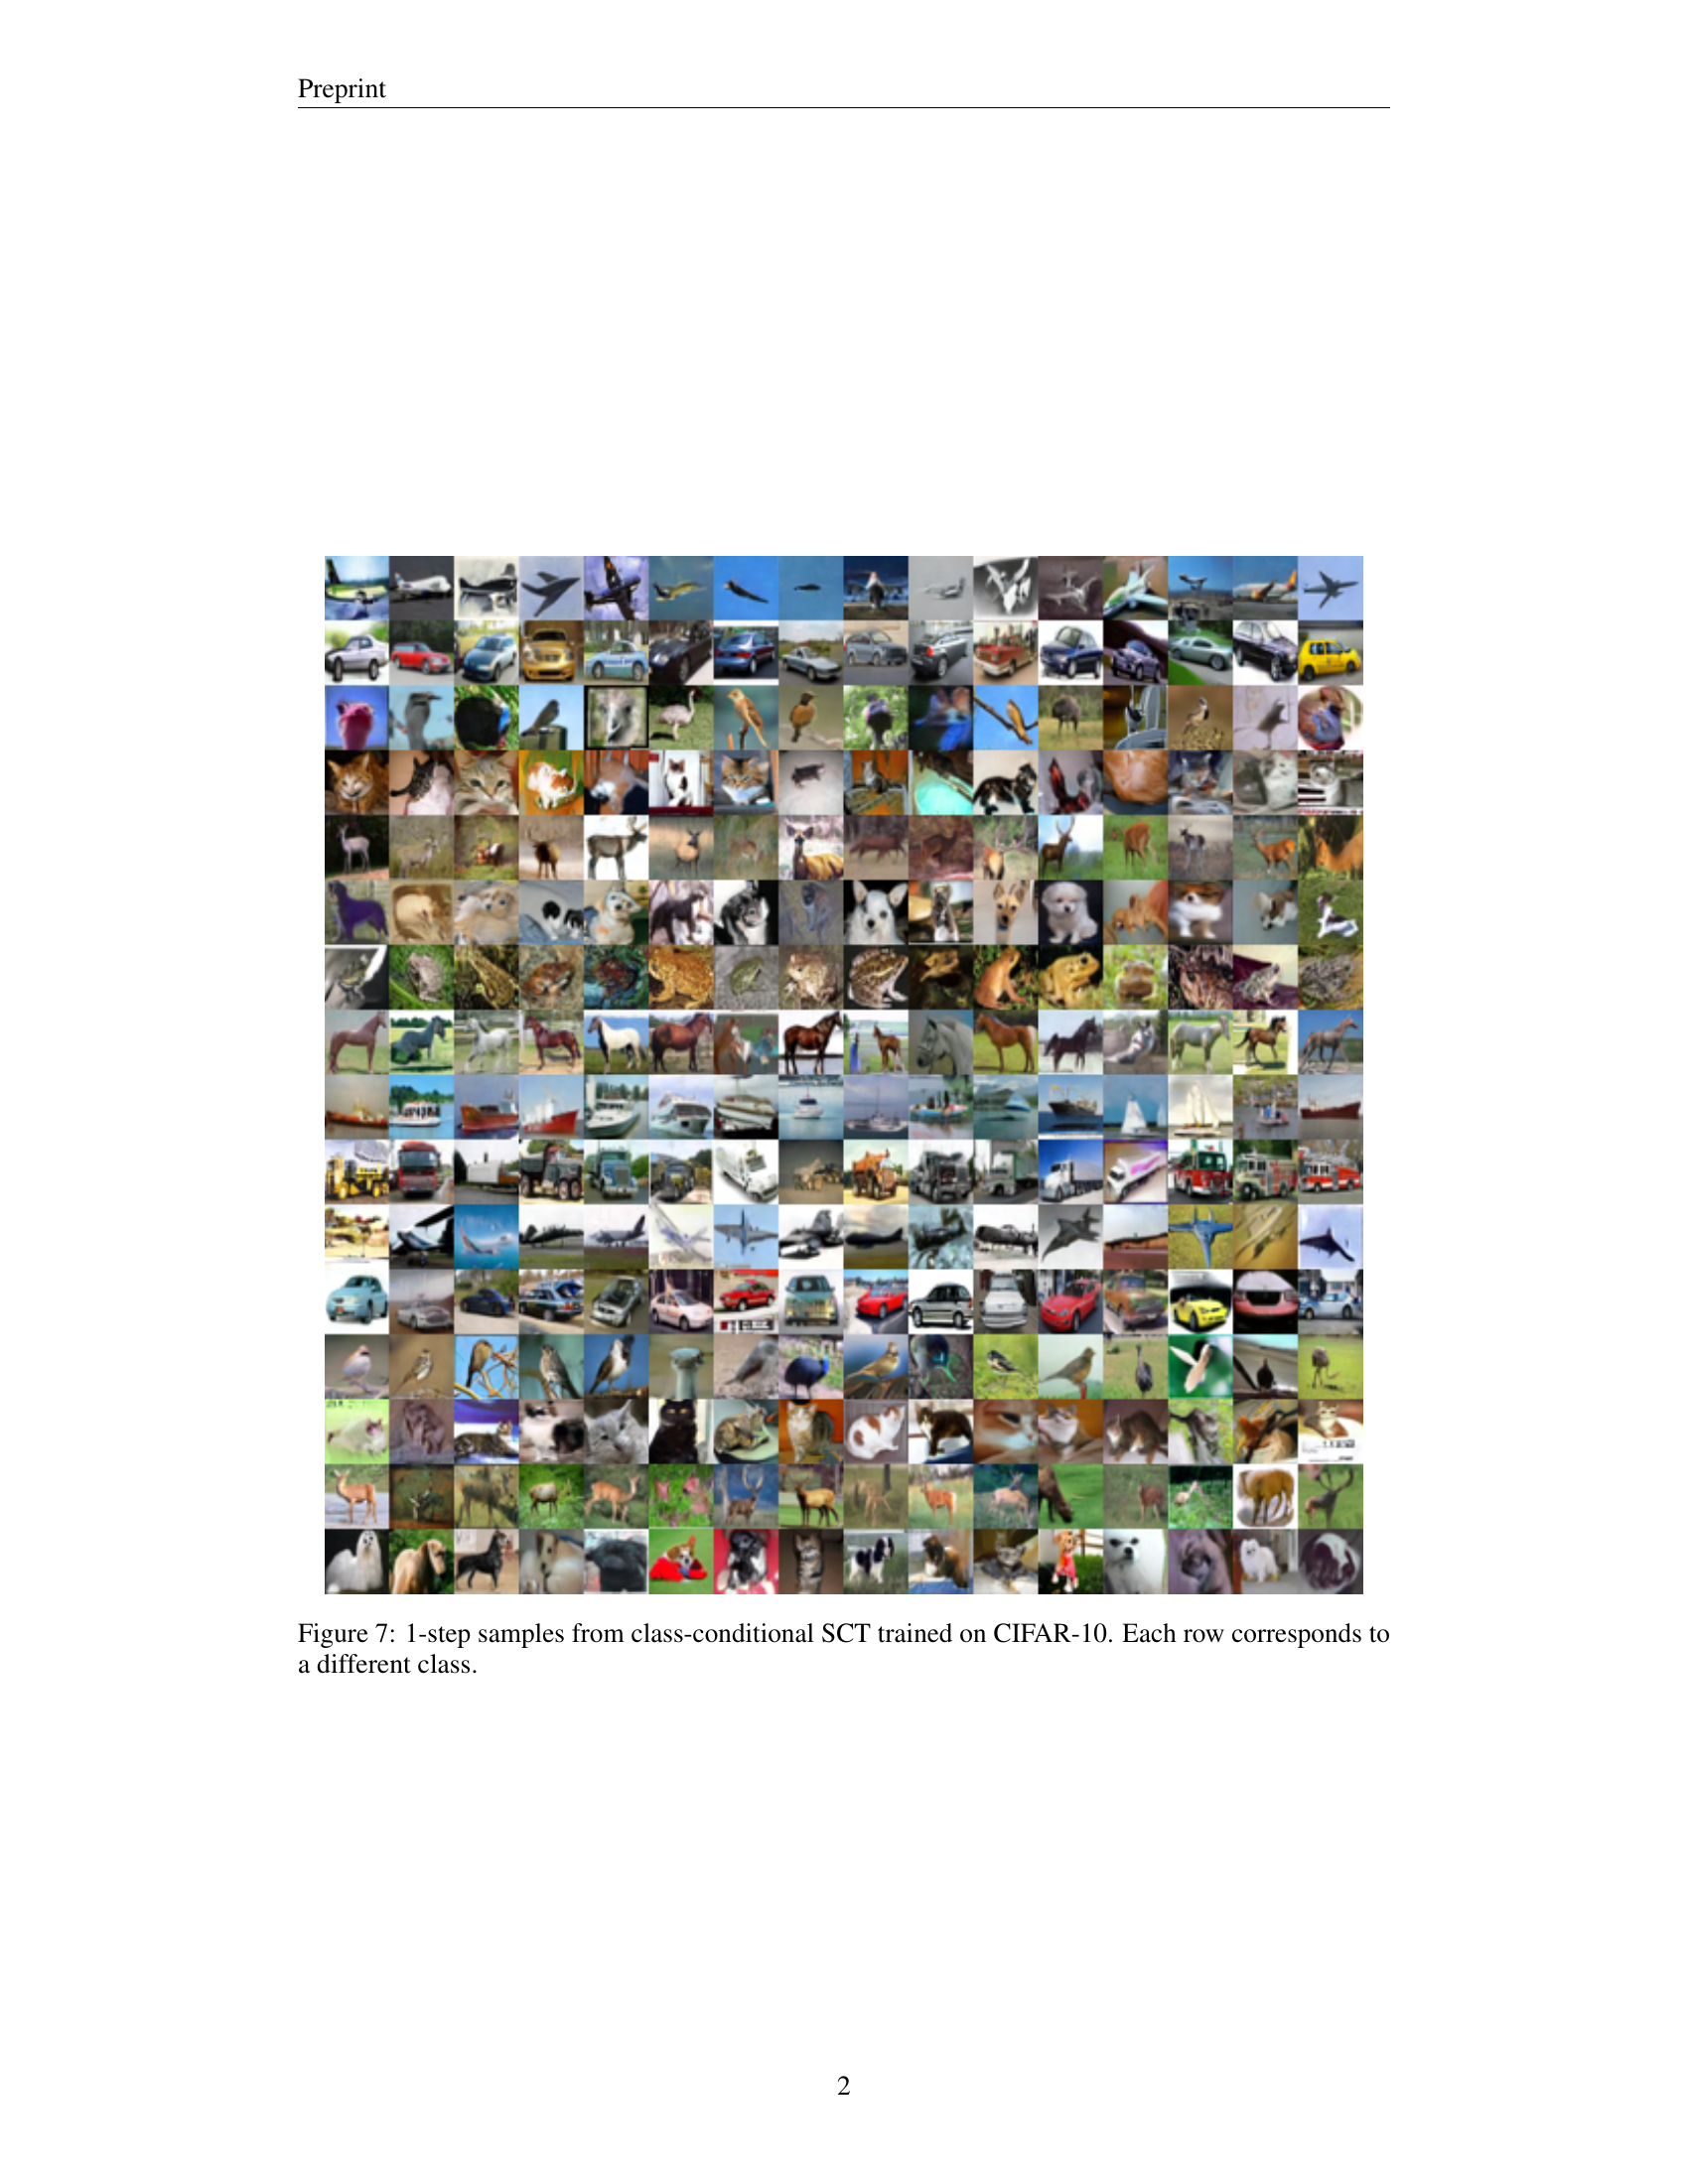 Preprint
Figure 7: 1-step samples from class-conditional SCT trained on CIFAR-10. Each row corresponds to
a different class.
2